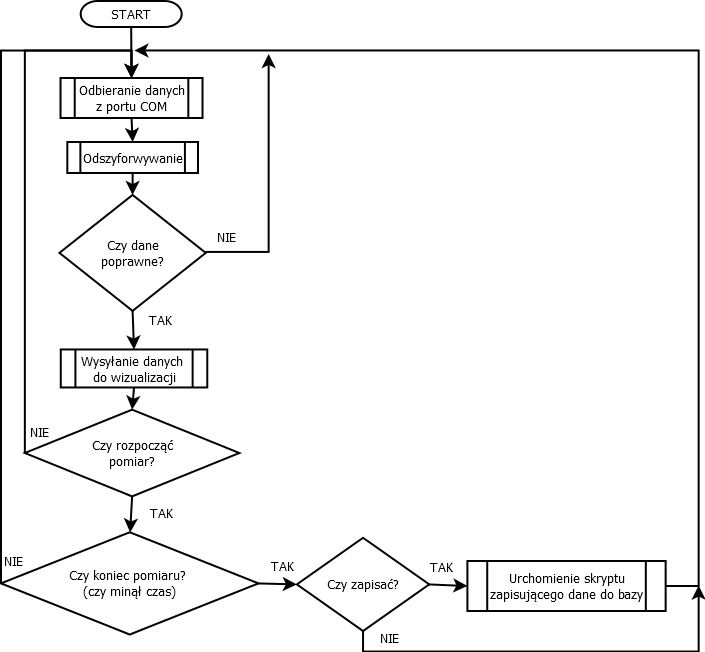 START
Odbieranie danych
z portu COM
Odszyforwywanie
Czy dane
poprawne?
NIE
TAK
Wysyłanie danych
do wizualizacji
NIE
Czy rozpocząć
pomiar?
TAK
NIE
Czy koniec pomiaru?
(czy minął czas)
TAK
Czy zapisać?
TAK
Urchomienie skryptu
zapisującego dane do bazy
NIE